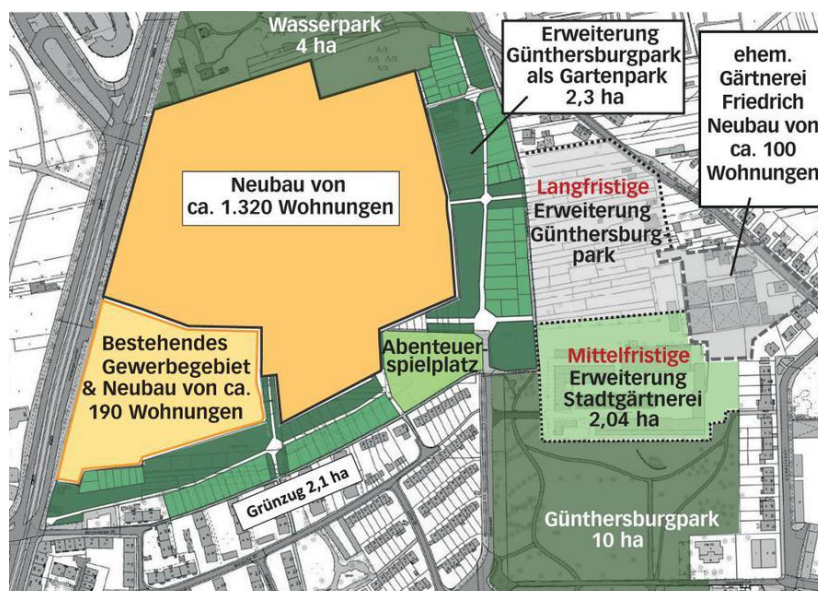 Wasserpark
4 ha
Erweiterung
Günthersburgpark
als Gartenpark
2,3 ha
ehem.
Gärtnerei
Friedrich
Neubau von
ca. 100
Wohnungen
Neubau von
ca. 1.320 Wohnungen
Langfristige
Erweiterung
Günthersburg-
park
Bestehendes
Gewerbegebiet
& Neubau von ca.
190 Wohnungen
Abenteuer
spielplatz
Mittelfristige
Erweiterung
Stadtgärtnerei
2,04 ha
Grünzug 2,1 ha
Günthersburgpark
10 ha